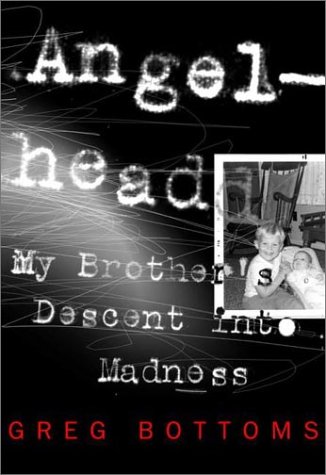 Angel-
head
My Brother's
Descent Into
Madness
GREG BOTTOMS